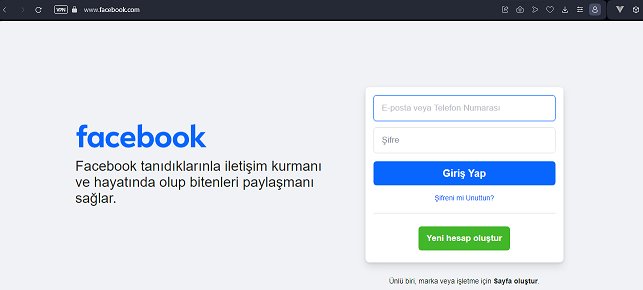 VPN www.facebook.com
facebook
Facebook tanıdıklarınla iletişim kurmanı
ve hayatında olup bitenleri paylaşmanı
sağlar.
E-posta veya Telefon Numarası
Şifre
Giriş Yap
Şifreni mi Unuttun?
Yeni hesap oluştur
Ünlü biri, marka veya işletme için Sayfa oluştur.